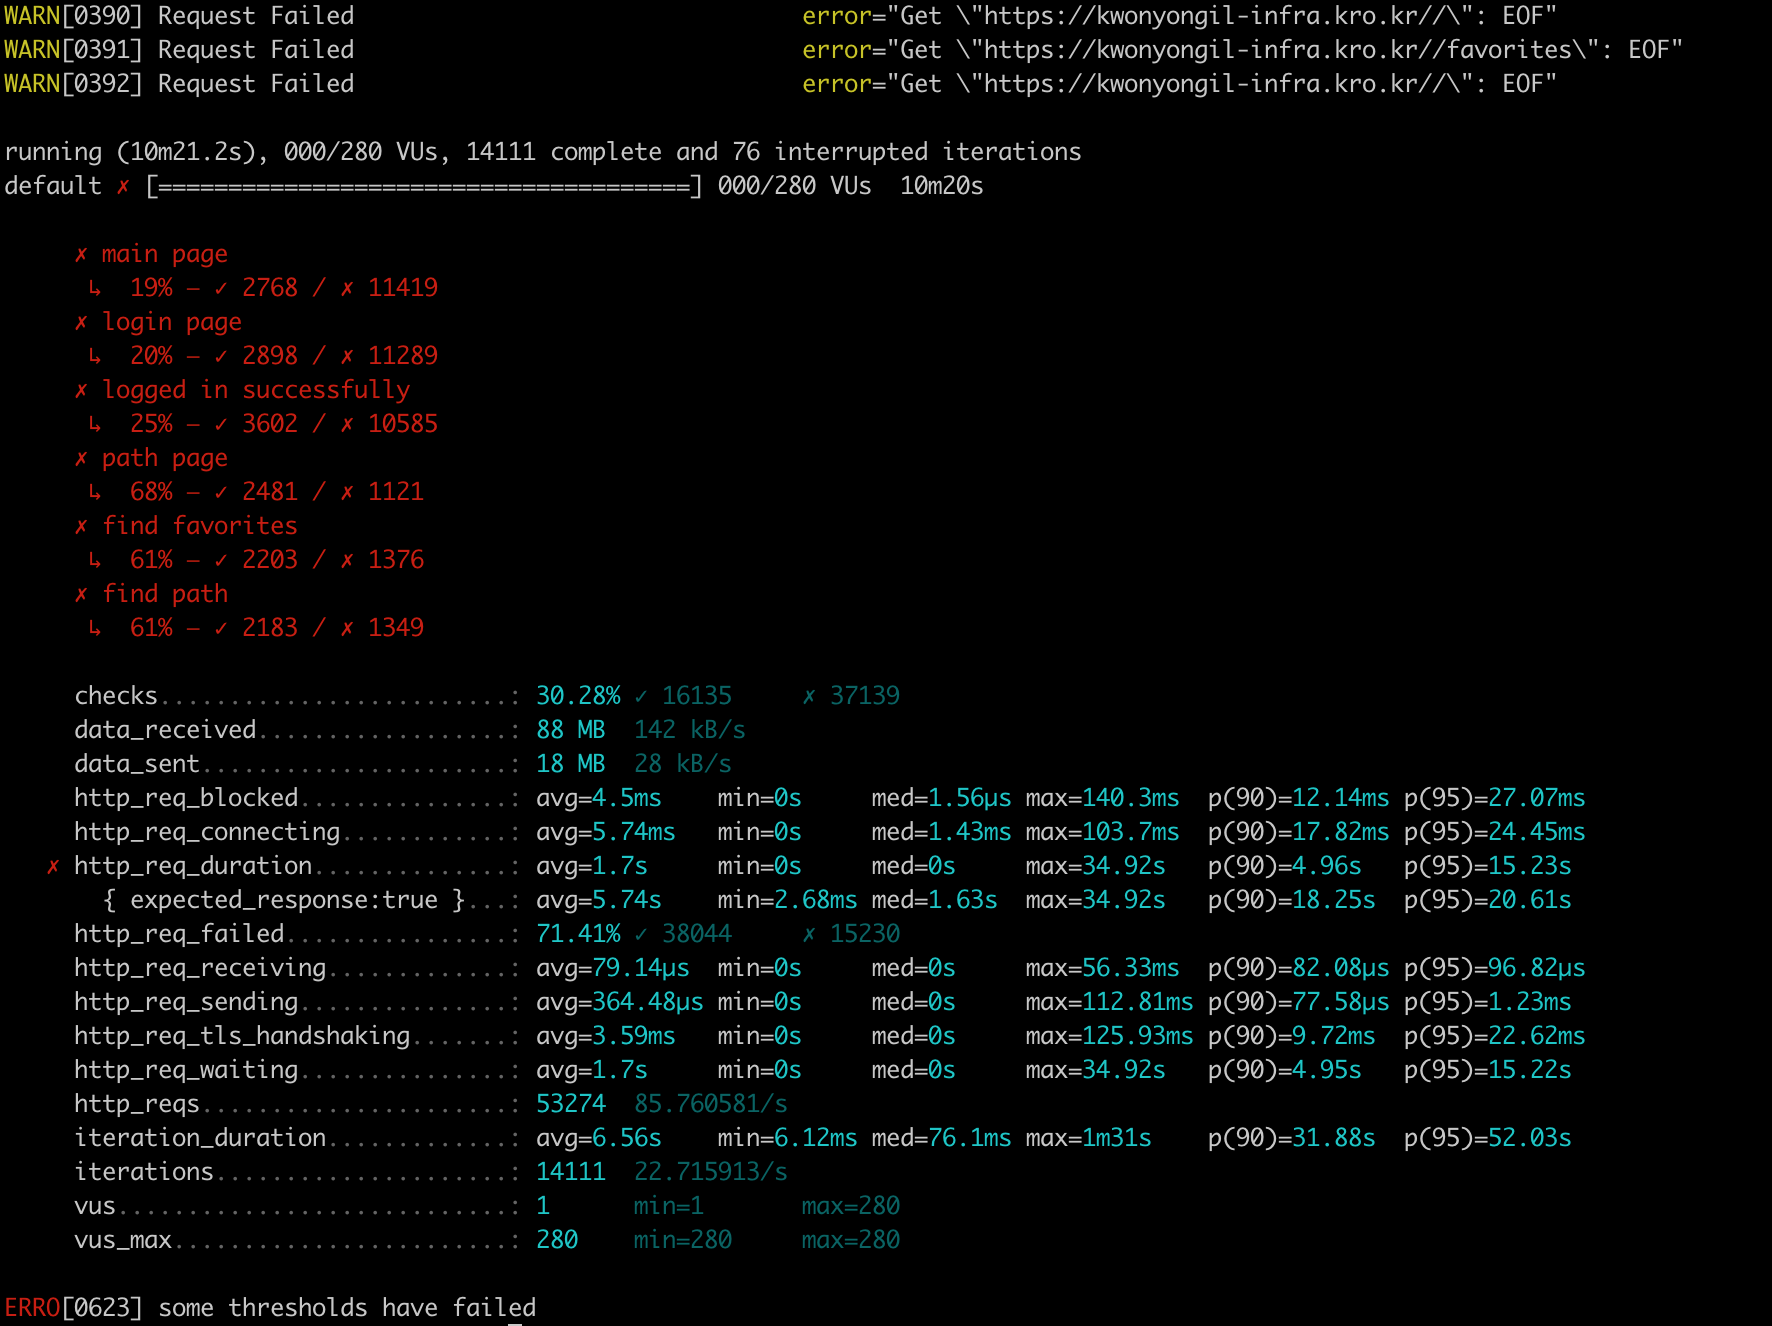 WARN[0390] Request Failed                                error="Get \"https://kwonyongil-infra.kro.kr//\": EOF"
WARN[0391] Request Failed                                error="Get \"https://kwonyongil-infra.kro.kr//favorites\": EOF"
WARN[0392] Request Failed                                error="Get \"https://kwonyongil-infra.kro.kr//\": EOF"
running (10m21.2s), 000/280 VUs, 14111 complete and 76 interrupted iterations
default ✗ [======================================] 000/280 VUs  10m20s
✗ main page
↳  19% — ✓ 2768 / ✗ 11419
✗ login page
↳  20% — ✓ 2898 / ✗ 11289
✗ logged in successfully
↳  25% — ✓ 3602 / ✗ 10585
✗ path page
↳  68% — ✓ 2481 / ✗ 1121
✗ find favorites
↳  61% — ✓ 2203 / ✗ 1376
✗ find path
↳  61% — ✓ 2183 / ✗ 1349
checks.........................: 30.28% ✓ 16135     ✗ 37139
data_received..................: 88 MB  142 kB/s
data_sent......................: 18 MB  28 kB/s
http_req_blocked...............: avg=4.5ms    min=0s     med=1.56µs max=140.3ms  p(90)=12.14ms p(95)=27.07ms
http_req_connecting............: avg=5.74ms   min=0s     med=1.43ms max=103.7ms  p(90)=17.82ms p(95)=24.45ms
✗ http_req_duration..............: avg=1.7s     min=0s     med=0s     max=34.92s   p(90)=4.96s   p(95)=15.23s
{ expected_response:true }...: avg=5.74s    min=2.68ms med=1.63s  max=34.92s   p(90)=18.25s  p(95)=20.61s
http_req_failed................: 71.41% ✓ 38044     ✗ 15230
http_req_receiving.............: avg=79.14µs  min=0s     med=0s     max=56.33ms  p(90)=82.08µs p(95)=96.82µs
http_req_sending...............: avg=364.48µs min=0s     med=0s     max=112.81ms p(90)=77.58µs p(95)=1.23ms
http_req_tls_handshaking.......: avg=3.59ms   min=0s     med=0s     max=125.93ms p(90)=9.72ms  p(95)=22.62ms
http_req_waiting...............: avg=1.7s     min=0s     med=0s     max=34.92s   p(90)=4.95s   p(95)=15.22s
http_reqs......................: 53274  85.760581/s
iteration_duration.............: avg=6.56s    min=6.12ms med=76.1ms max=1m31s    p(90)=31.88s  p(95)=52.03s
iterations.....................: 14111  22.715913/s
vus............................: 1      min=1       max=280
vus_max........................: 280    min=280     max=280
ERRO[0623] some thresholds have failed